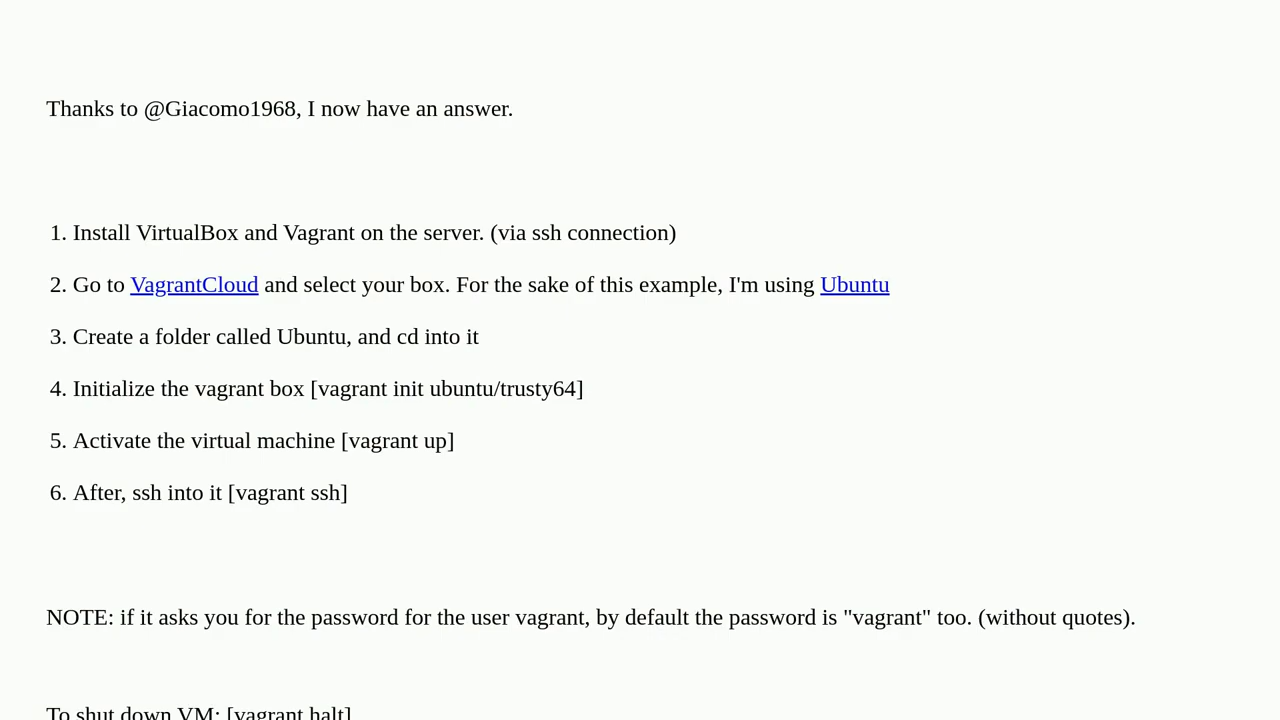 Thanks to @Giacomo1968, I now have an answer.
1. Install VirtualBox and Vagrant on the server. (via ssh connection)
2. Go to VagrantCloud and select your box. For the sake of this example, I'm using Ubuntu
3. Create a folder called Ubuntu, and cd into it
4. Initialize the vagrant box [vagrant init ubuntu/trusty64]
5. Activate the virtual machine [vagrant up]
6. After, ssh into it [vagrant ssh]
NOTE: if it asks you for the password for the user vagrant, by default the password is "vagrant" too. (without quotes).
To shut down VM: [vagrant halt]